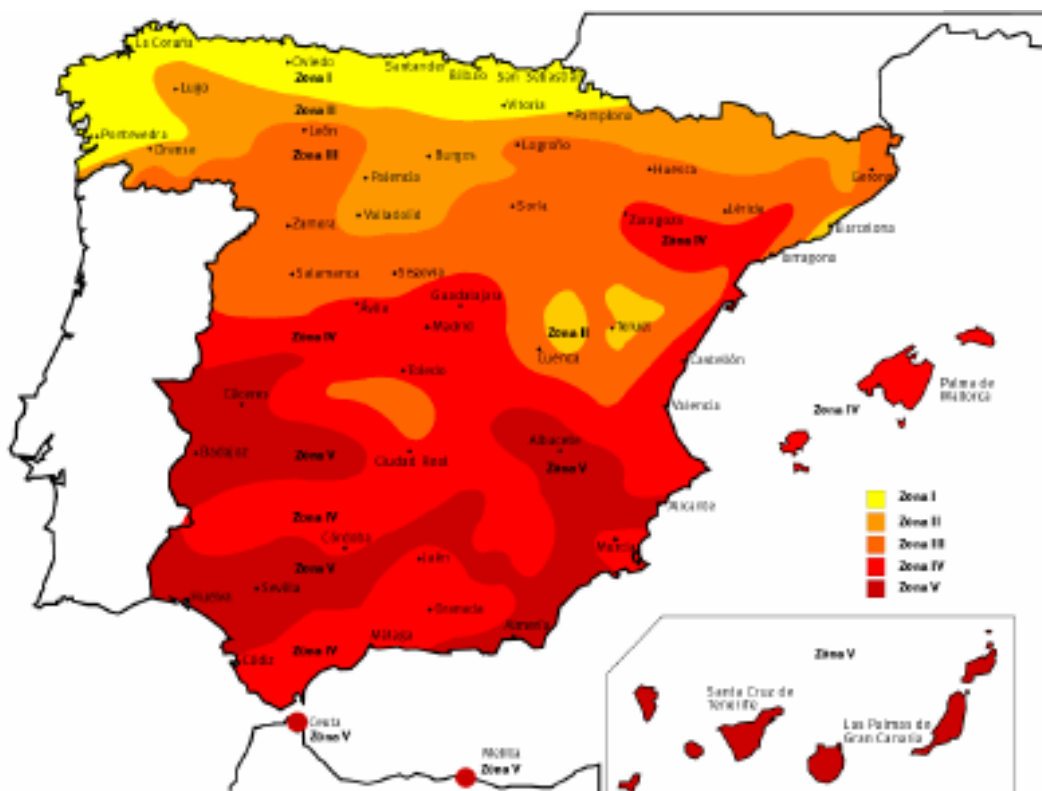 La Coruña
Oviedo
Santander
Bilbao
San Sebastián
Zona I
Lugo
Vitoria
Zona II
Pamplona
Pontevedra
León
Orense
Zona III
Burgos
Logroño
Palencia
Huesca
Gerona
Zamora
Valladolid
Soria
Zaragoza
Lérida
Barcelona
Zona IV
Tarragona
Salamanca
Segovia
Ávila
Guadalajara
Zona IV
Madrid
Zona II
Teruel
Cuenca
Castellón
Toledo
Palma de
Mallorca
Cáceres
Valencia
Zona IV
Badajoz
Zona V
Ciudad Real
Albacete
Zona V
Alicante
Zona I
Zona II
Zona III
Zona IV
Zona V
Zona IV
Córdoba
Murcia
Jaén
Zona V
Sevilla
Huelva
Granada
Almería
Málaga
Zona IV
Cádiz
Zona V
Santa Cruz de
Tenerife
Las Palmas de
Gran Canaria
Ceuta
Zona V
Melilla
Zona V